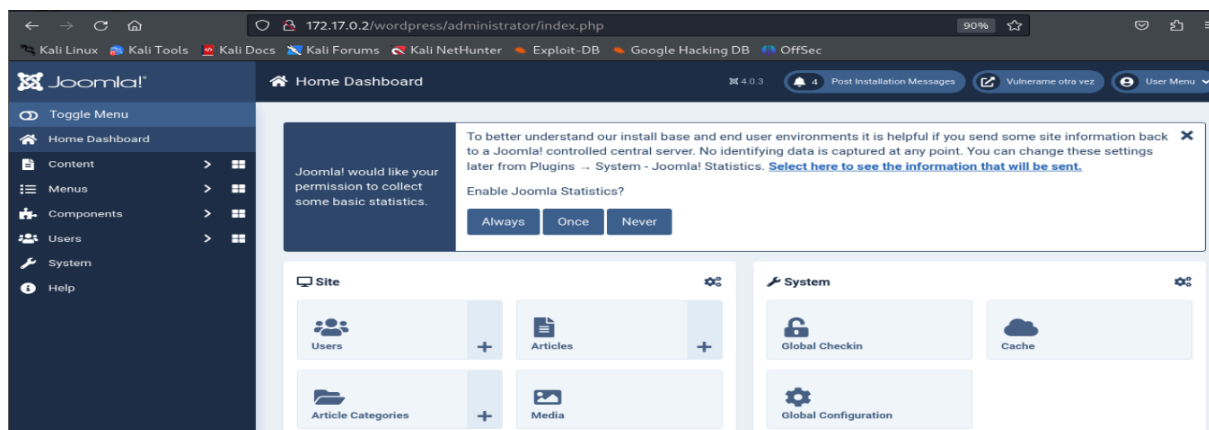 172.17.0.2/wordpress/administrator/index.php 90%
Kali Linux Kali Tools Kali Docs Kali Forums Kali NetHunter Exploit-DB Google Hacking DB OffSec
Joomla!® Home Dashboard 4.0.3 4 Post Installation Messages Vulnerame otra vez User Menu
Toggle Menu
Home Dashboard
Content
Menus
Components
Users
System
Help
Joomla! would like your
permission to collect
some basic statistics.
To better understand our install base and end user environments it is helpful if you send some site information back
to a Joomla! controlled central server. No identifying data is captured at any point. You can change these settings
later from Plugins → System - Joomla! Statistics. Select here to see the information that will be sent.
Enable Joomla Statistics?
Always Once Never
Site
Users
Articles
Article Categories
Media
System
Global Checkin
Cache
Global Configuration